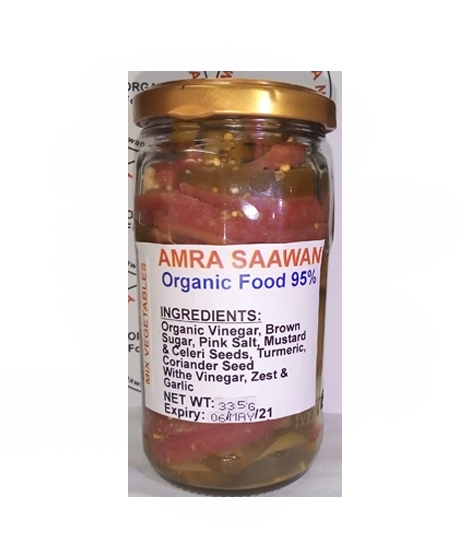 AMRA SAAWAN
Organic Food 95%
MIX VEGETABLES
INGREDIENTS:
Organic Vinegar, Brown
Sugar, Pink Salt, Mustard
& Celeri Seeds, Turmeric,
Coriander Seed
Withe Vinegar, Zest &
Garlic
NET WT: 335G
Expiry: 06/MAY/21